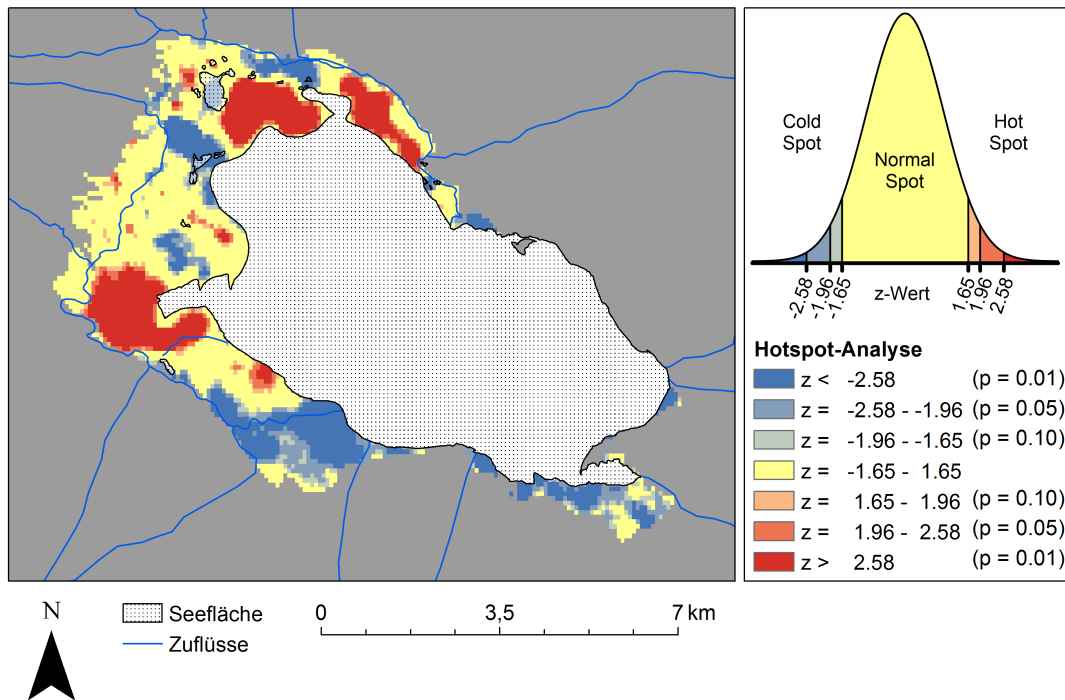 Cold
Spot
Normal
Spot
Hot
Spot
-2.58
-1.96
-1.65
z-Wert
1.65
1.96
2.58
Hotspot-Analyse
z < -2.58 (p = 0.01)
z = -2.58 - -1.96 (p = 0.05)
z = -1.96 - -1.65 (p = 0.10)
z = -1.65 - 1.65
z = 1.65 - 1.96 (p = 0.10)
z = 1.96 - 2.58 (p = 0.05)
z > 2.58 (p = 0.01)
N
Seefläche
Zuflüsse
0 3,5 7 km